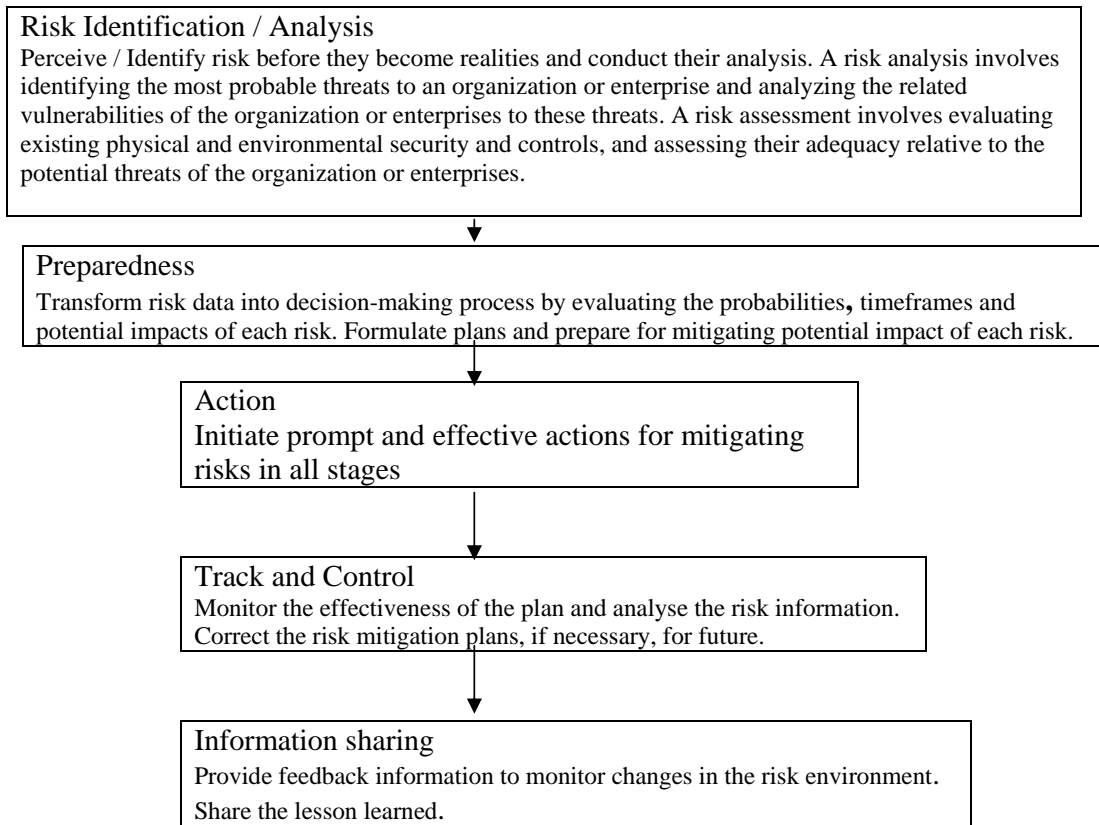 Risk Identification / Analysis
Perceive / Identify risk before they become realities and conduct their analysis. A risk analysis involves
identifying the most probable threats to an organization or enterprise and analyzing the related
vulnerabilities of the organization or enterprises to these threats. A risk assessment involves evaluating
existing physical and environmental security and controls, and assessing their adequacy relative to the
potential threats of the organization or enterprises.
Preparedness
Transform risk data into decision-making process by evaluating the probabilities, timeframes and
potential impacts of each risk. Formulate plans and prepare for mitigating potential impact of each risk.
Action
Initiate prompt and effective actions for mitigating
risks in all stages
Track and Control
Monitor the effectiveness of the plan and analyse the risk information.
Correct the risk mitigation plans, if necessary, for future.
Information sharing
Provide feedback information to monitor changes in the risk environment.
Share the lesson learned.